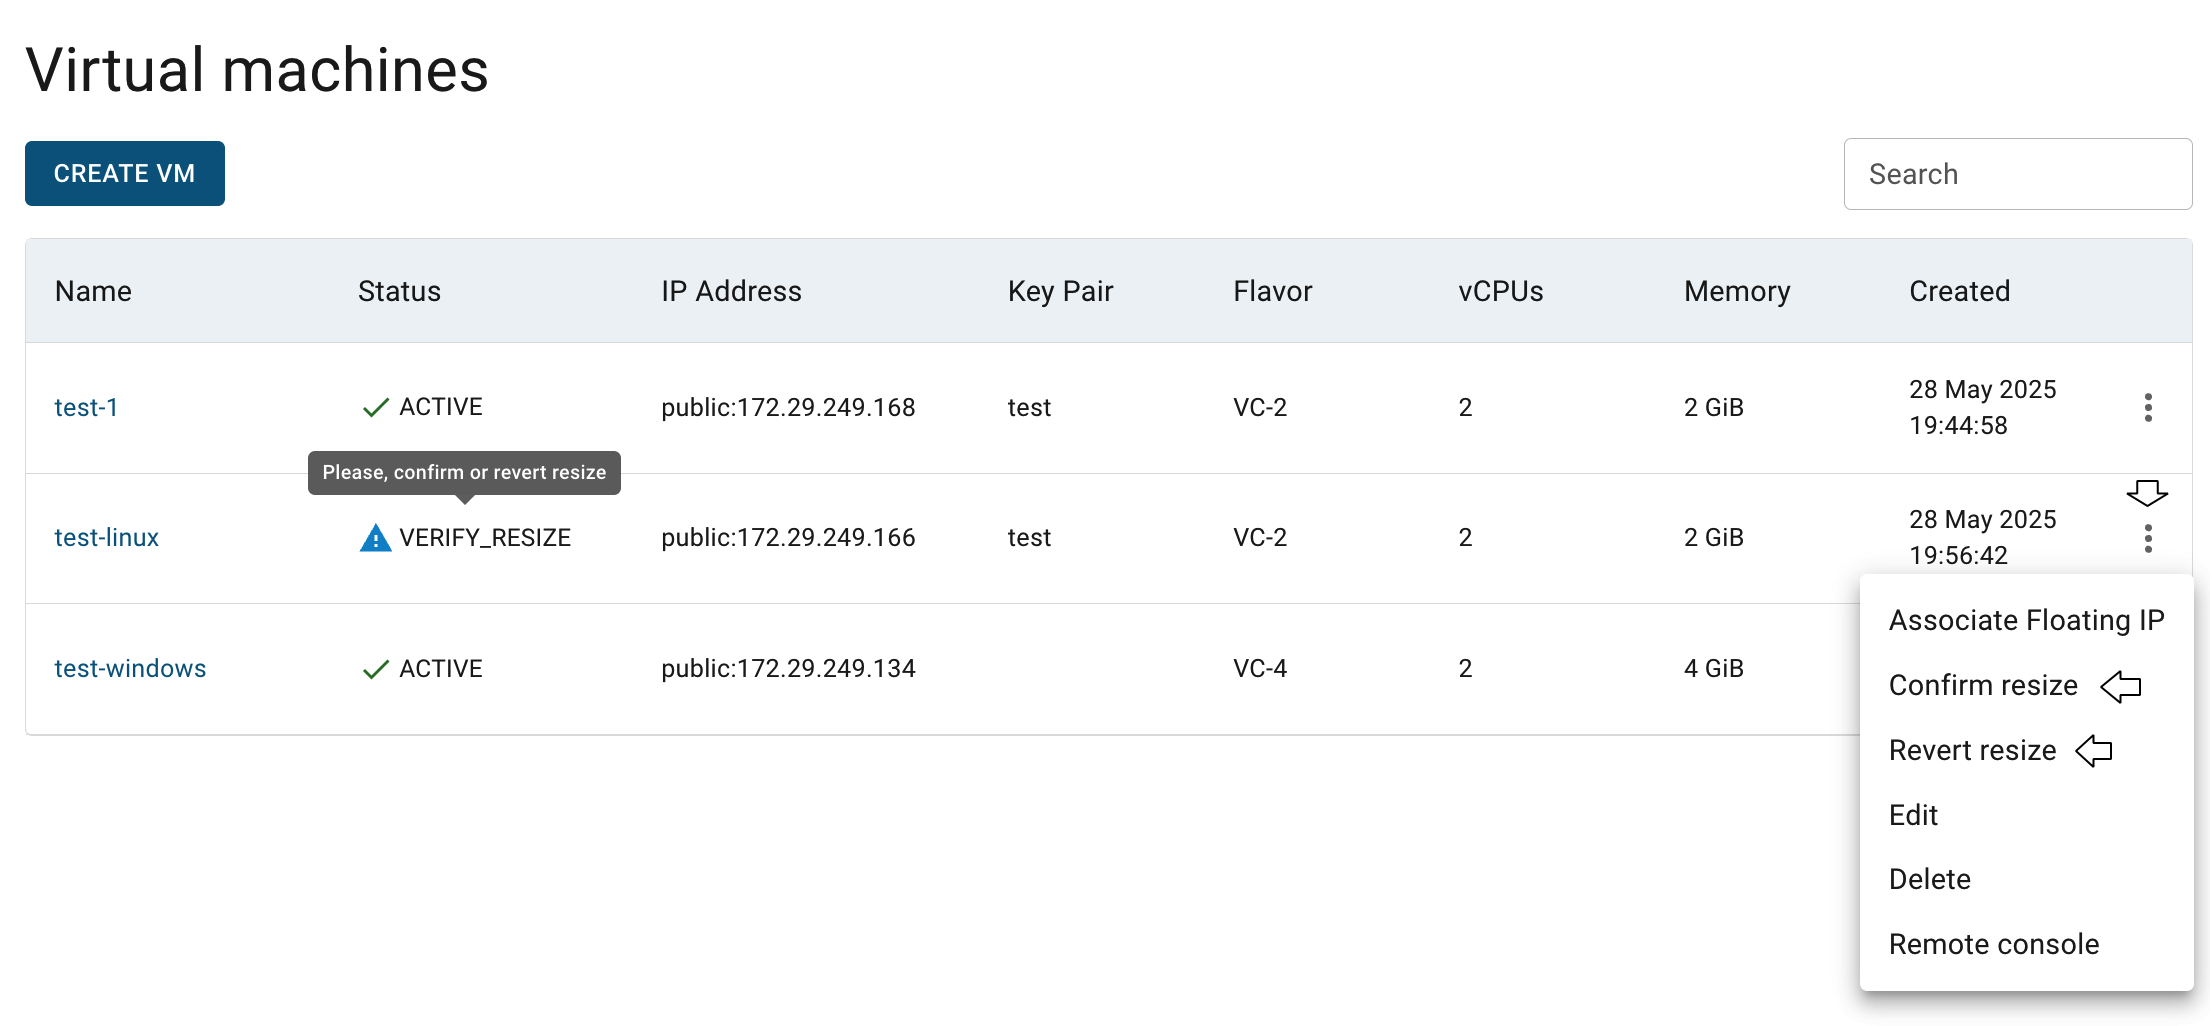 Virtual machines
CREATE VM
Search
Name Status IP Address Key Pair Flavor vCPUs Memory Created
test-1 ACTIVE public:172.29.249.168 test VC-2 2 2 GiB 28 May 2025
19:44:58
Please, confirm or revert resize
test-linux VERIFY_RESIZE public:172.29.249.166 test VC-2 2 2 GiB 28 May 2025
19:56:42
test-windows ACTIVE public:172.29.249.134 VC-4 2 4 GiB
Associate Floating IP
Confirm resize
Revert resize
Edit
Delete
Remote console